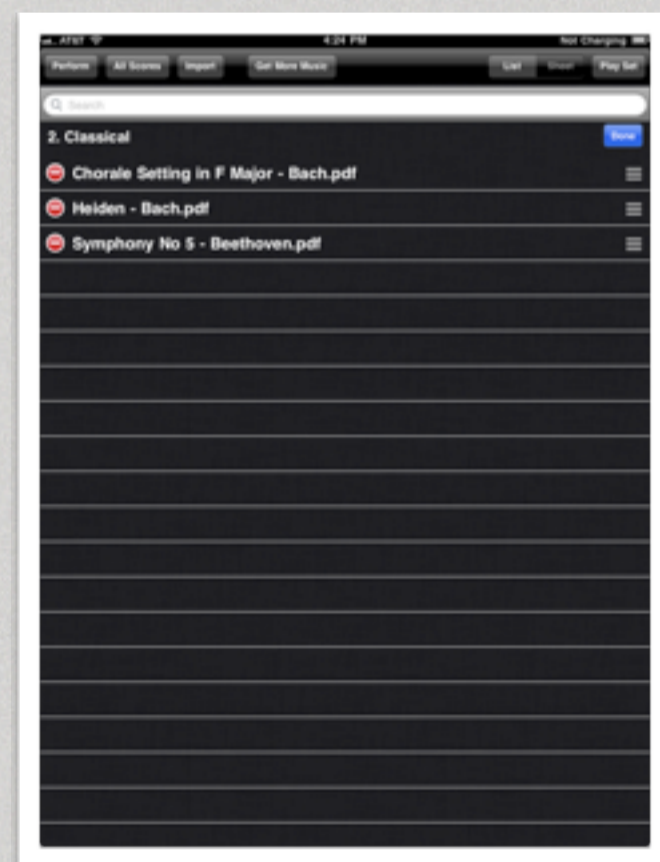 AT&T 4:24 PM Not Charging
Perform All Scores Import Get More Music List Sheet Play Set
Search
2. Classical Done
Chorale Setting in F Major - Bach.pdf
Heiden - Bach.pdf
Symphony No 5 - Beethoven.pdf